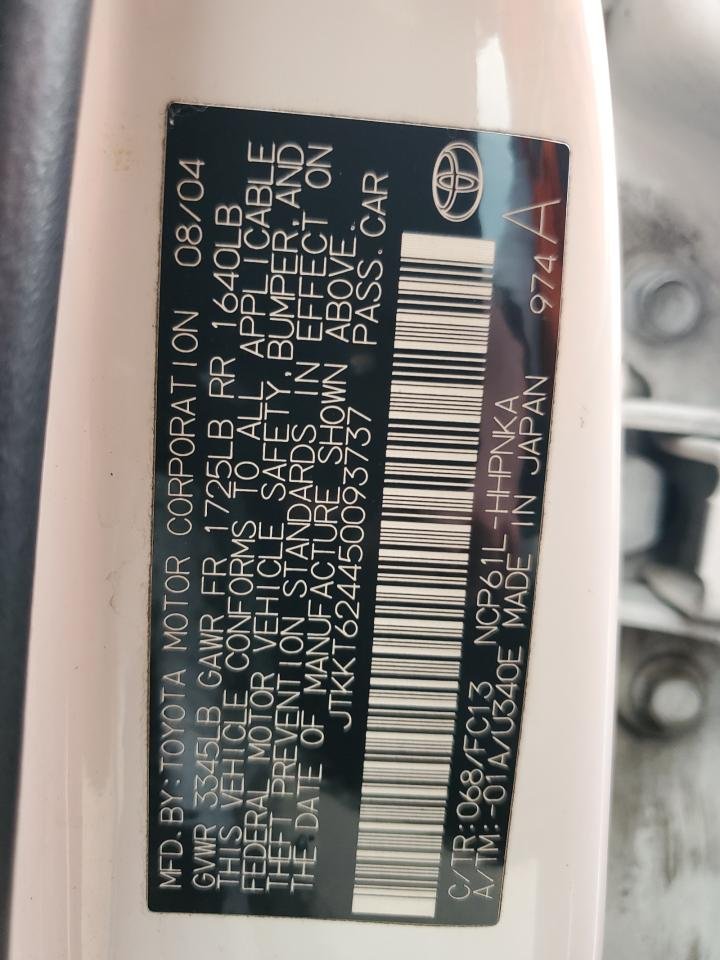 MFD.BY:TOYOTA MOTOR CORPORATION 08/04
GVWR 3345LB GAWR FR 1725LB RR 1640LB
THIS VEHICLE CONFORMS TO ALL APPLICABLE
FEDERAL MOTOR VEHICLE SAFETY,BUMPER,AND
THEFT PREVENTION STANDARDS IN EFFECT ON
THE DATE OF MANUFACTURE SHOWN ABOVE.
JTKKT624450093737 PASS.CAR
C/TR:068/FC13 NCP61L-HHPNKA
A/TM:-01A/U340E MADE IN JAPAN 974 A